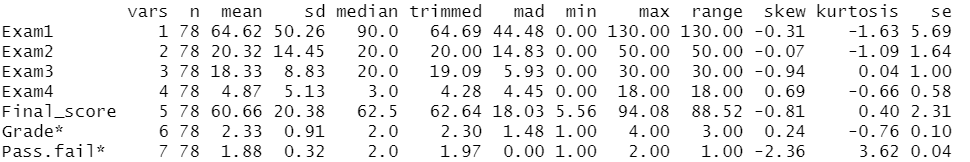 vars n mean sd median trimmed mad min max range skew kurtosis se
Exam1 1 78 64.62 50.26 90.0 64.69 44.48 0.00 130.00 130.00 -0.31 -1.63 5.69
Exam2 2 78 20.32 14.45 20.0 20.00 14.83 0.00 50.00 50.00 -0.07 -1.09 1.64
Exam3 3 78 18.33 8.83 20.0 19.09 5.93 0.00 30.00 30.00 -0.94 0.04 1.00
Exam4 4 78 4.87 5.13 3.0 4.28 4.45 0.00 18.00 18.00 0.69 -0.66 0.58
Final_score 5 78 60.66 20.38 62.5 62.64 18.03 5.56 94.08 88.52 -0.81 0.40 2.31
Grade* 6 78 2.33 0.91 2.0 2.30 1.48 1.00 4.00 3.00 0.24 -0.76 0.10
Pass.fail* 7 78 1.88 0.32 2.0 1.97 0.00 1.00 2.00 1.00 -2.36 3.62 0.04